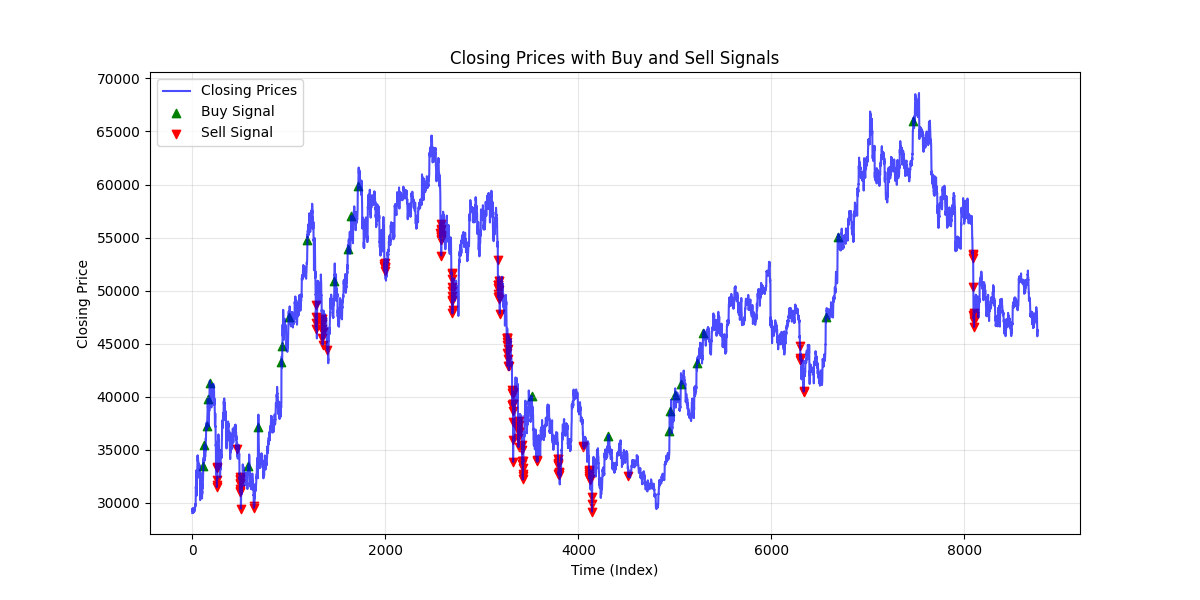 Closing Prices with Buy and Sell Signals
Closing Prices
Buy Signal
Sell Signal
Closing Price
70000
65000
60000
55000
50000
45000
40000
35000
30000
0 2000 4000 6000 8000
Time (Index)